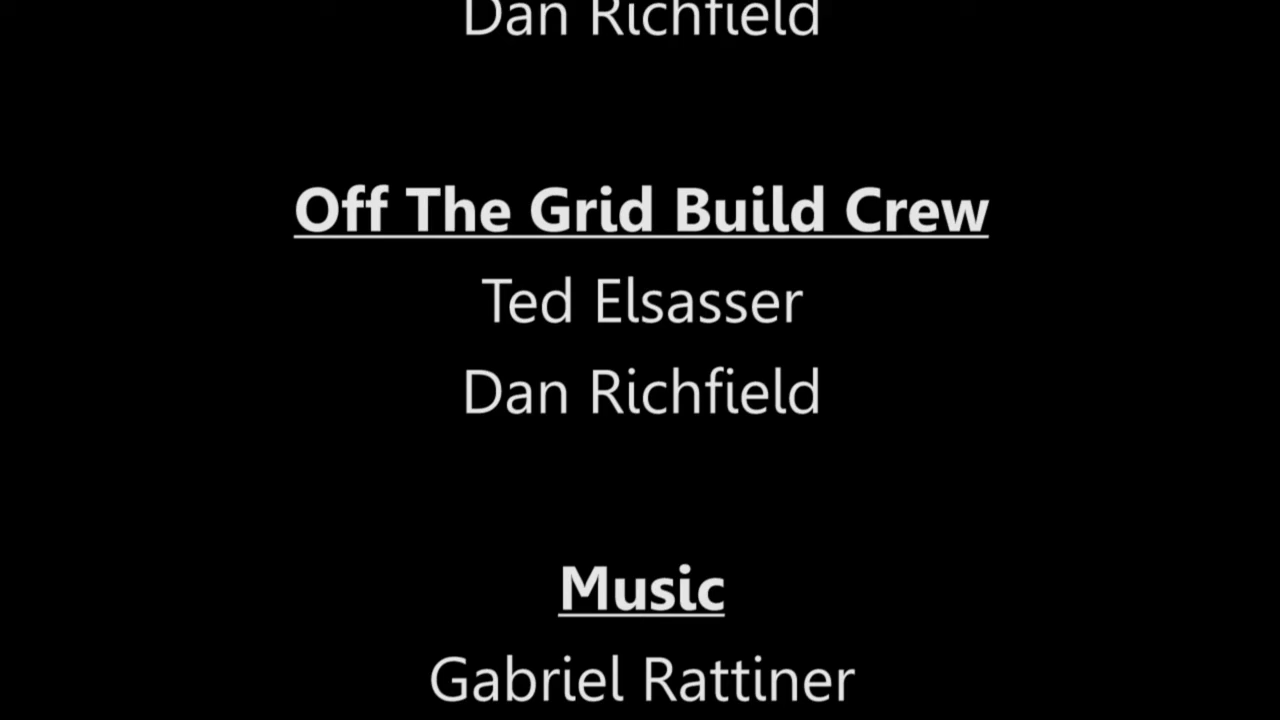 Dan Richfield
Off The Grid Build Crew
Ted Elsasser
Dan Richfield
Music
Gabriel Rattiner